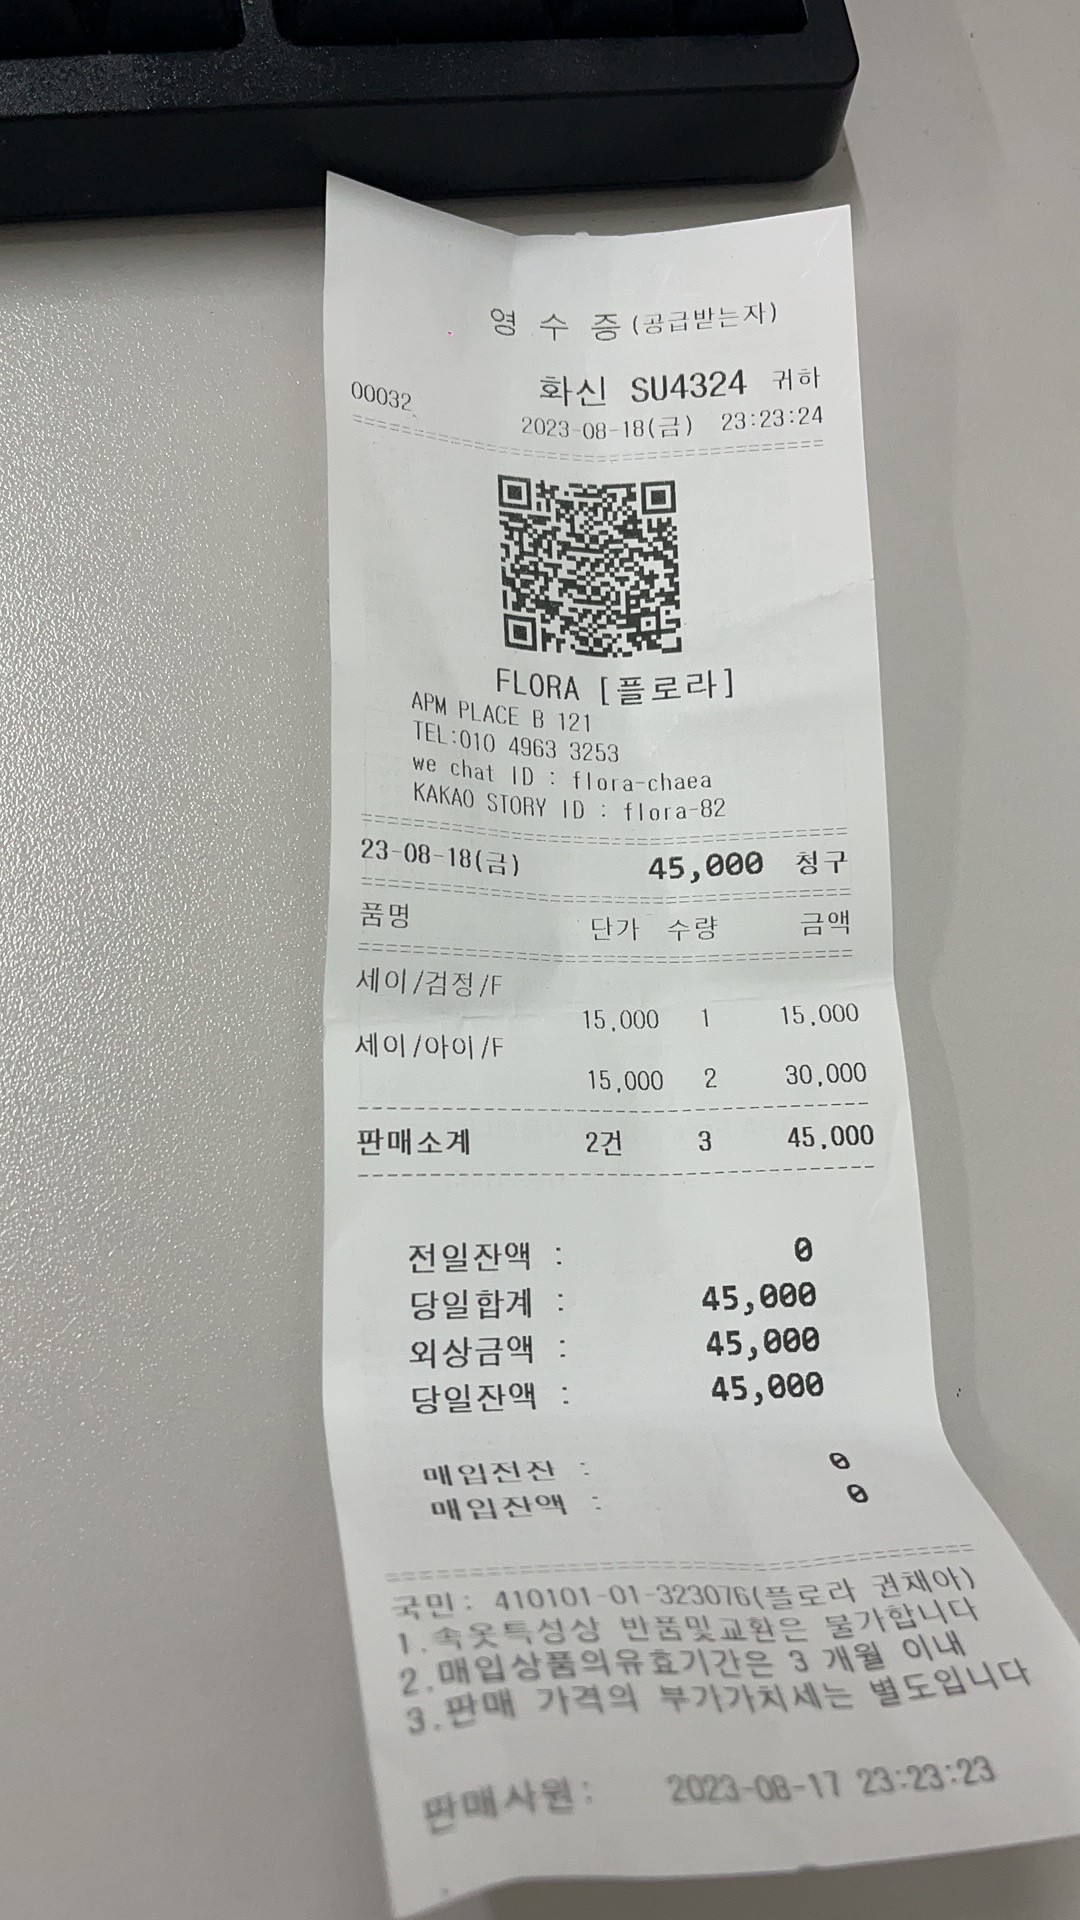 영 수 증 (공급받는자)
00032 화신 SU4324 귀하
2023-08-18(금) 23:23:24
FLORA [플로라]
APM PLACE B 121
TEL:010 4963 3253
we chat ID : flora-chaea
KAKAO STORY ID : flora-82
23-08-18(금) 45,000 청구
품명 단가 수량 금액
세이/검정/F
15,000 1 15,000
세이/아이/F
15,000 2 30,000
판매소계 2건 3 45,000
전일잔액 : 0
당일합계 : 45,000
외상금액 : 45,000
당일잔액 : 45,000
매입전잔 : 0
매입잔액 : 0
국민: 410101-01-323076(플로라 권채아)
1.속옷특성상 반품및교환은 불가합니다
2.매입상품의유효기간은 3 개월 이내
3.판매 가격의 부가가치세는 별도입니다
판매사원: 2023-08-17 23:23:23